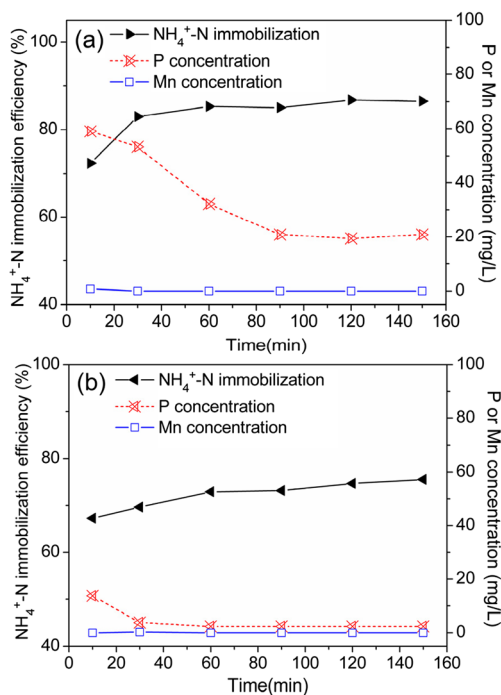 (a)
NH₄⁺-N immobilization
P concentration
Mn concentration
NH₄⁺-N immobilization efficiency (%)
100
80
60
40
P or Mn concentration (mg/L)
100
80
60
40
20
0
0 20 40 60 80 100 120 140 160
Time(min)
(b)
NH₄⁺-N immobilization
P concentration
Mn concentration
NH₄⁺-N immobilization efficiency (%)
100
80
60
40
P or Mn concentration (mg/L)
100
80
60
40
20
0
0 20 40 60 80 100 120 140 160
Time(min)